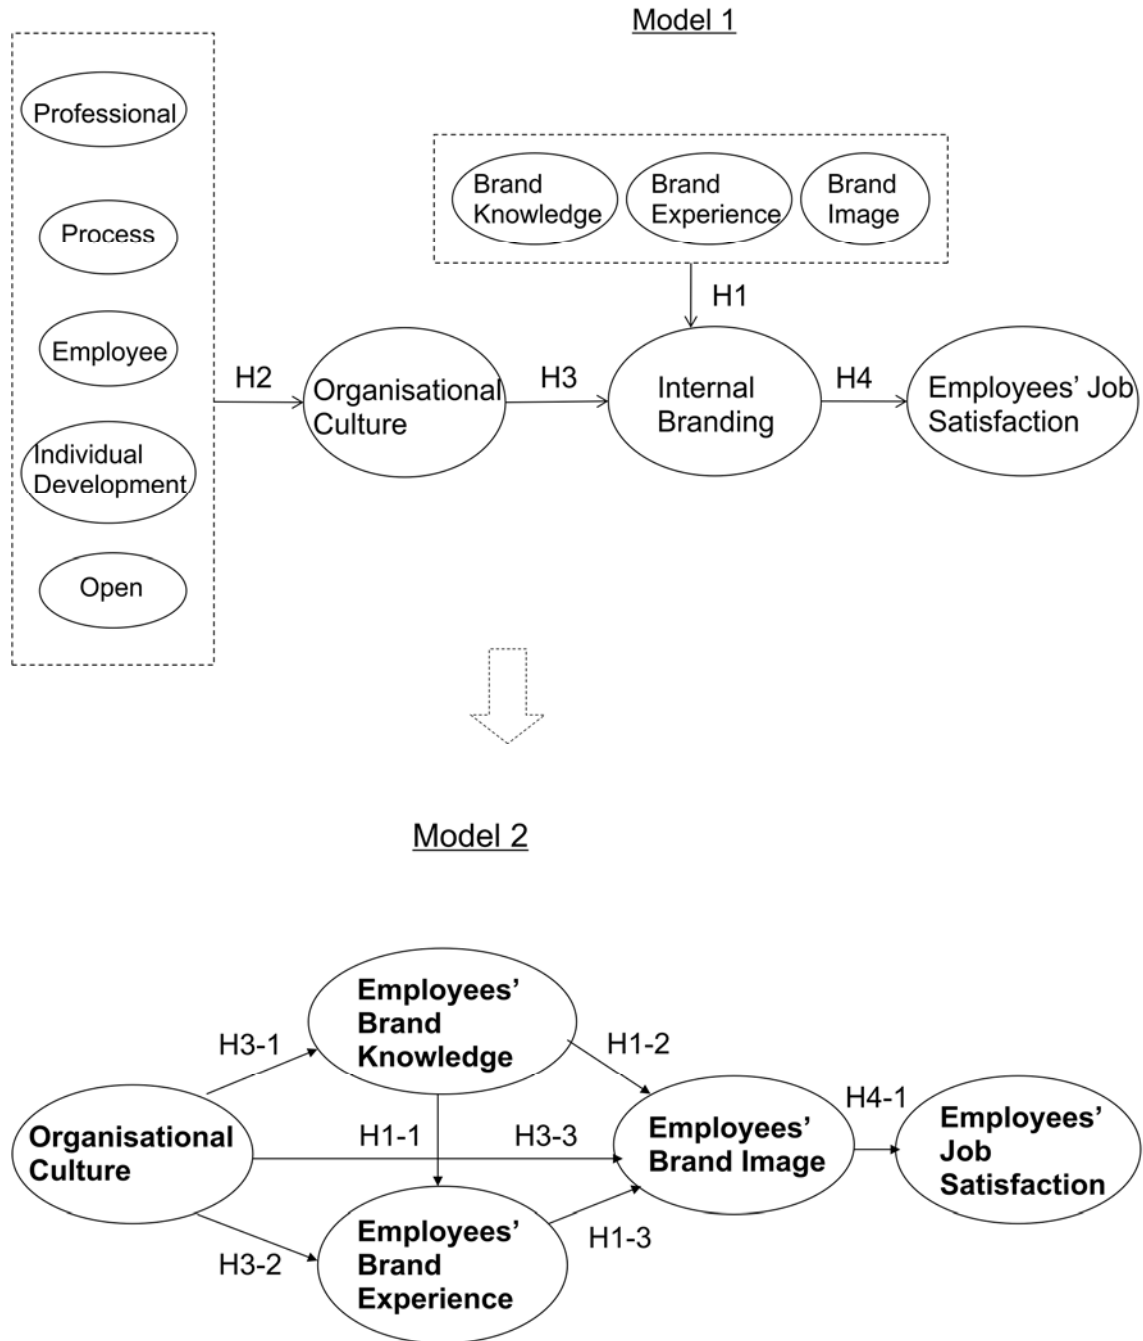 Model 1
Professional
Process
Employee
Individual
Development
Open
Brand
Knowledge
Brand
Experience
Brand
Image
H1
H2
Organisational
Culture
H3
Internal
Branding
H4
Employees' Job
Satisfaction
Model 2
Employees'
Brand
Knowledge
H3-1
H1-2
Organisational
Culture
H1-1
H3-3
Employees'
Brand Image
H4-1
Employees'
Job
Satisfaction
H3-2
Employees'
Brand
Experience
H1-3